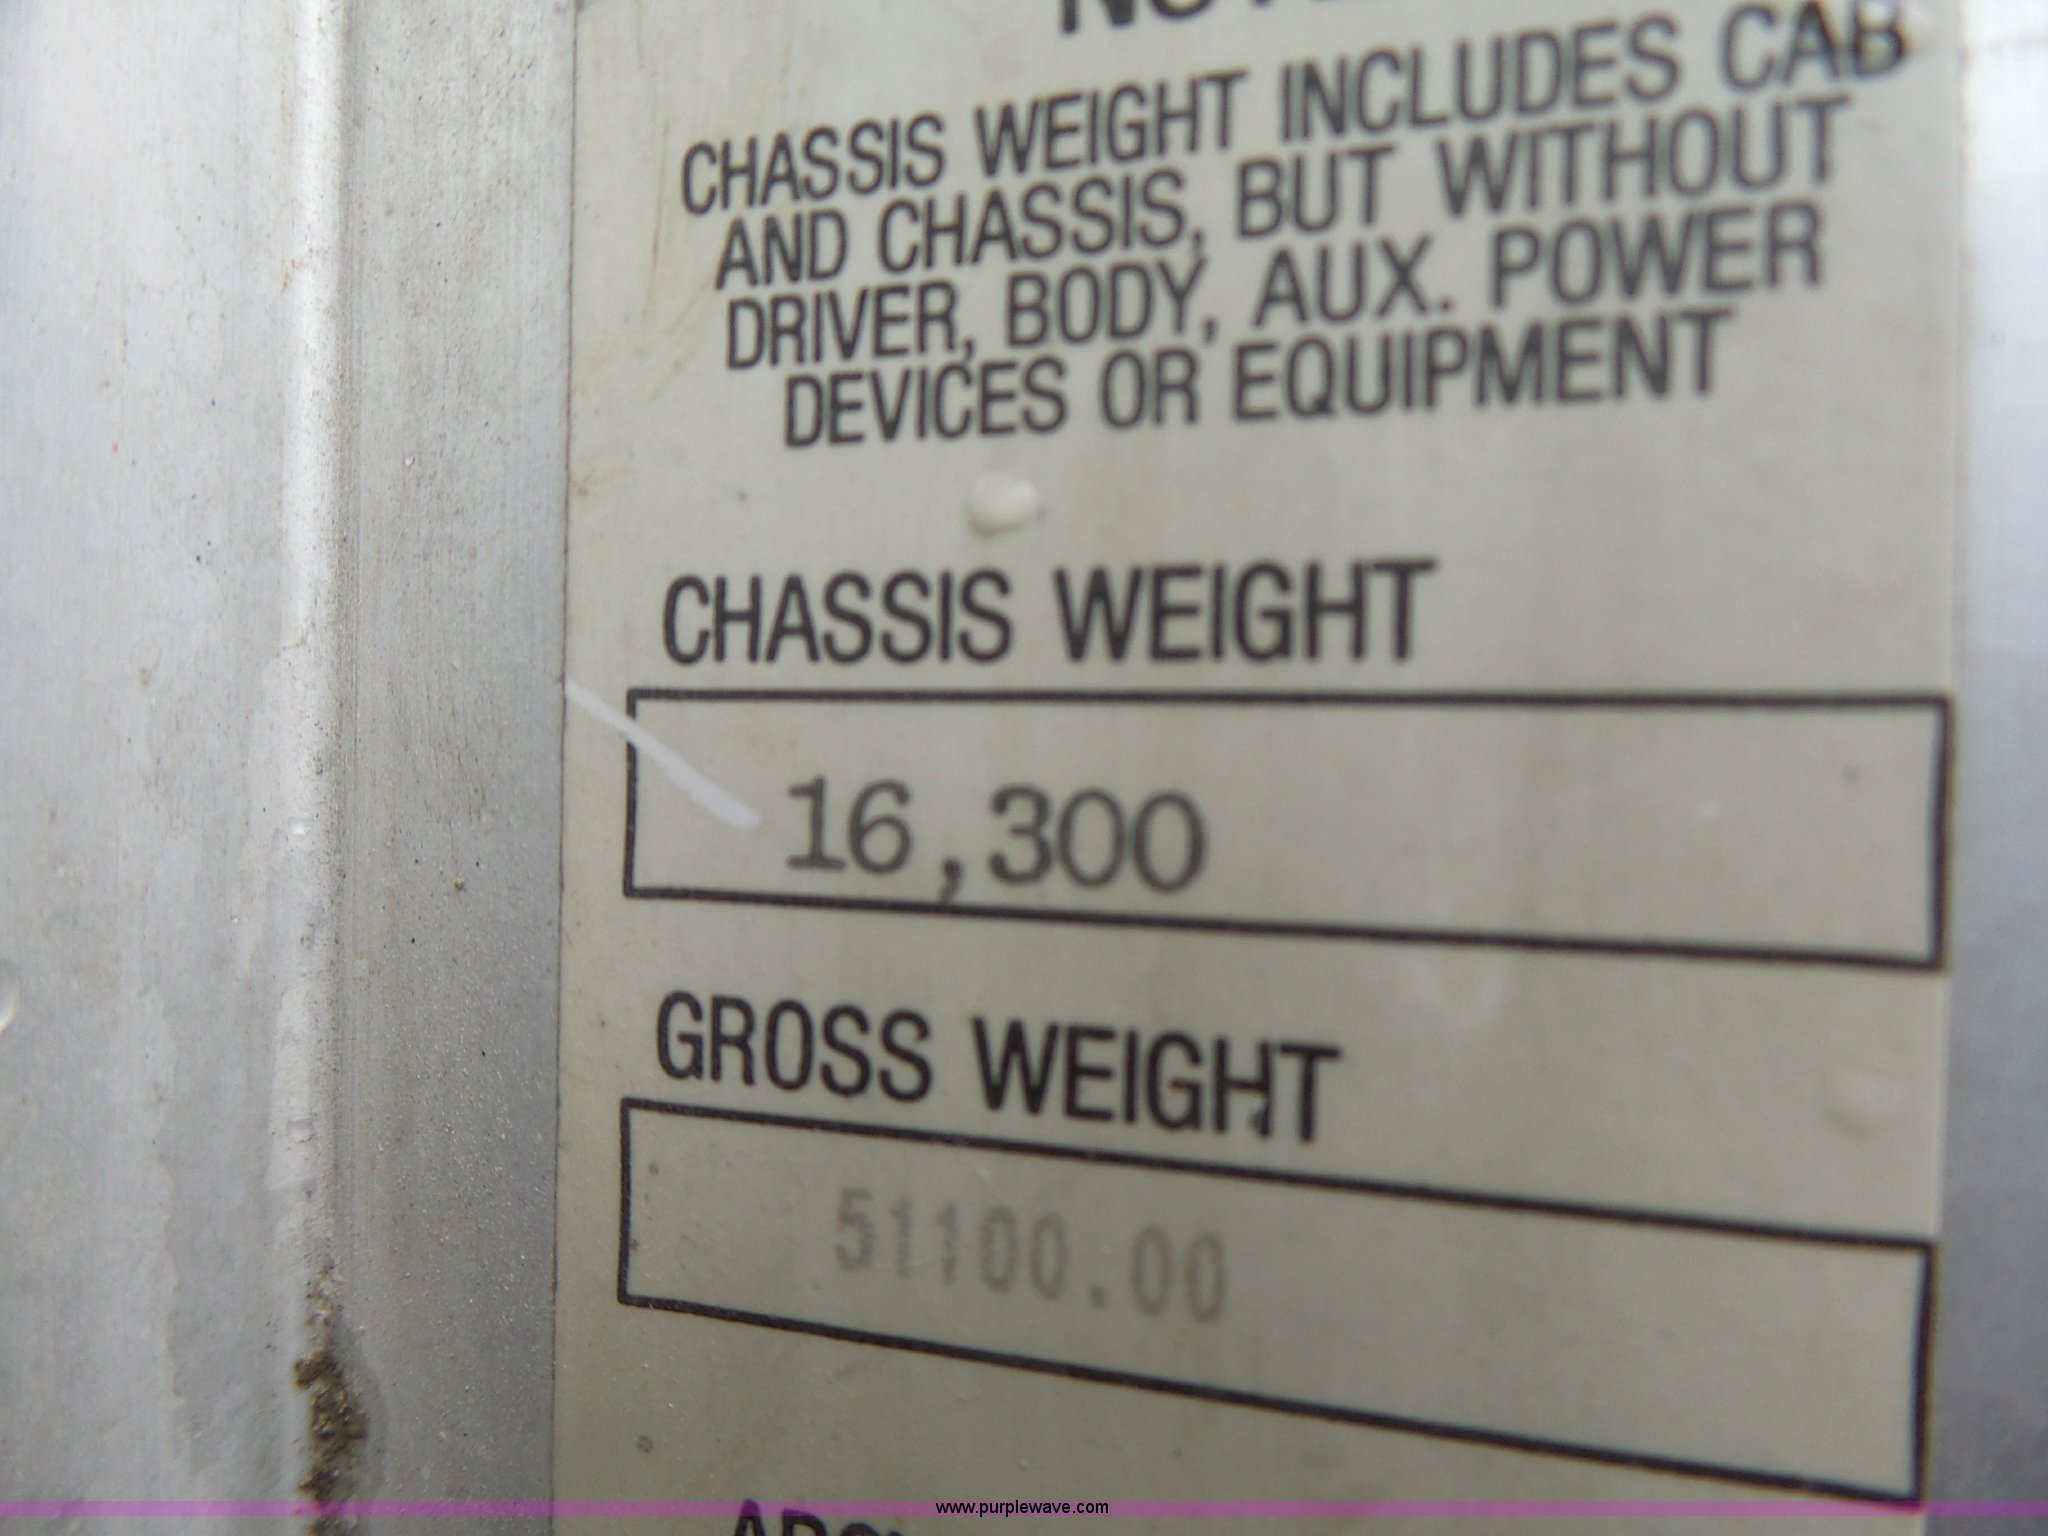 CHASSIS WEIGHT INCLUDES CAB
AND CHASSIS, BUT WITHOUT
DRIVER, BODY, AUX. POWER
DEVICES OR EQUIPMENT
CHASSIS WEIGHT
16,300
GROSS WEIGHT
51100.00
www.purplewave.com